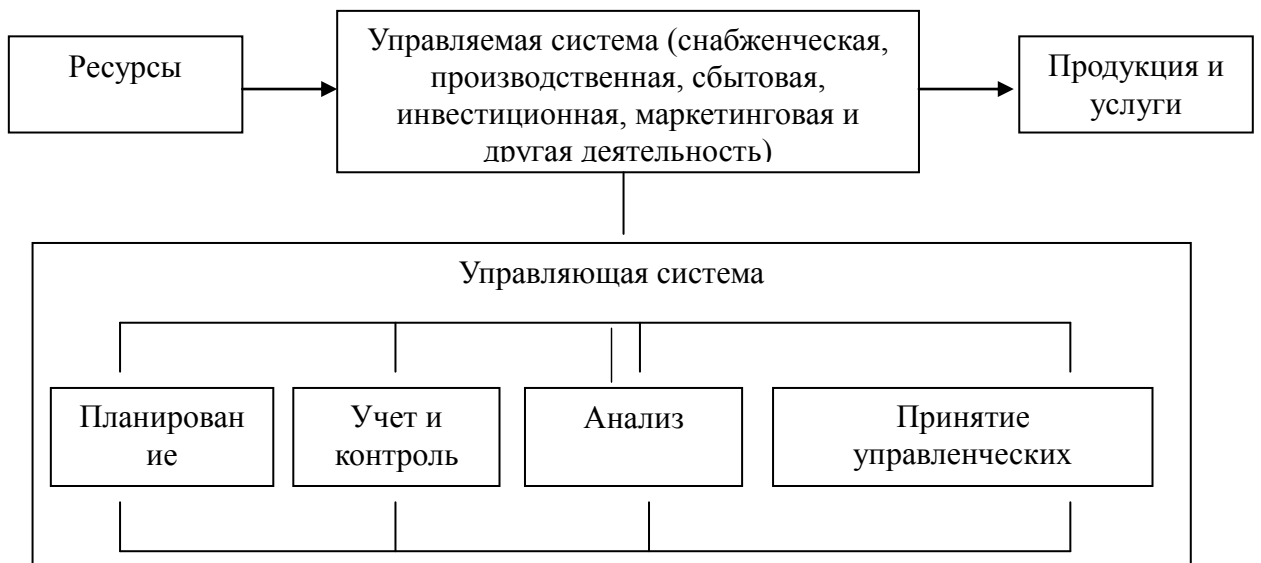 Ресурсы
Управляемая система (снабженческая,
производственная, сбытовая,
инвестиционная, маркетинговая и
другая деятельность)
Продукция и
услуги
Управляющая система
Планирован
ие
Учет и
контроль
Анализ
Принятие
управленческих